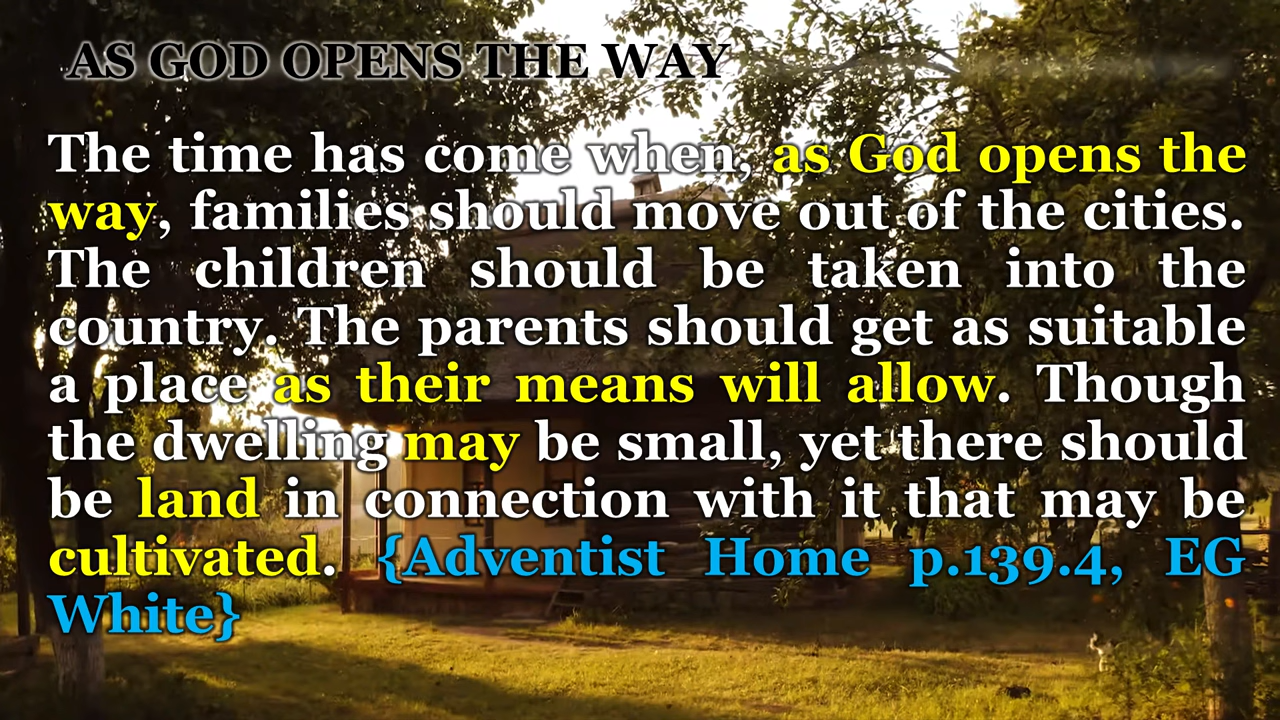 AS GOD OPENS THE WAY
The time has come when, as God opens the
way, families should move out of the cities.
The children should be taken into the
country. The parents should get as suitable
a place as their means will allow. Though
the dwelling may be small, yet there should
be land in connection with it that may be
cultivated. {Adventist Home p.139.4, EG
White}